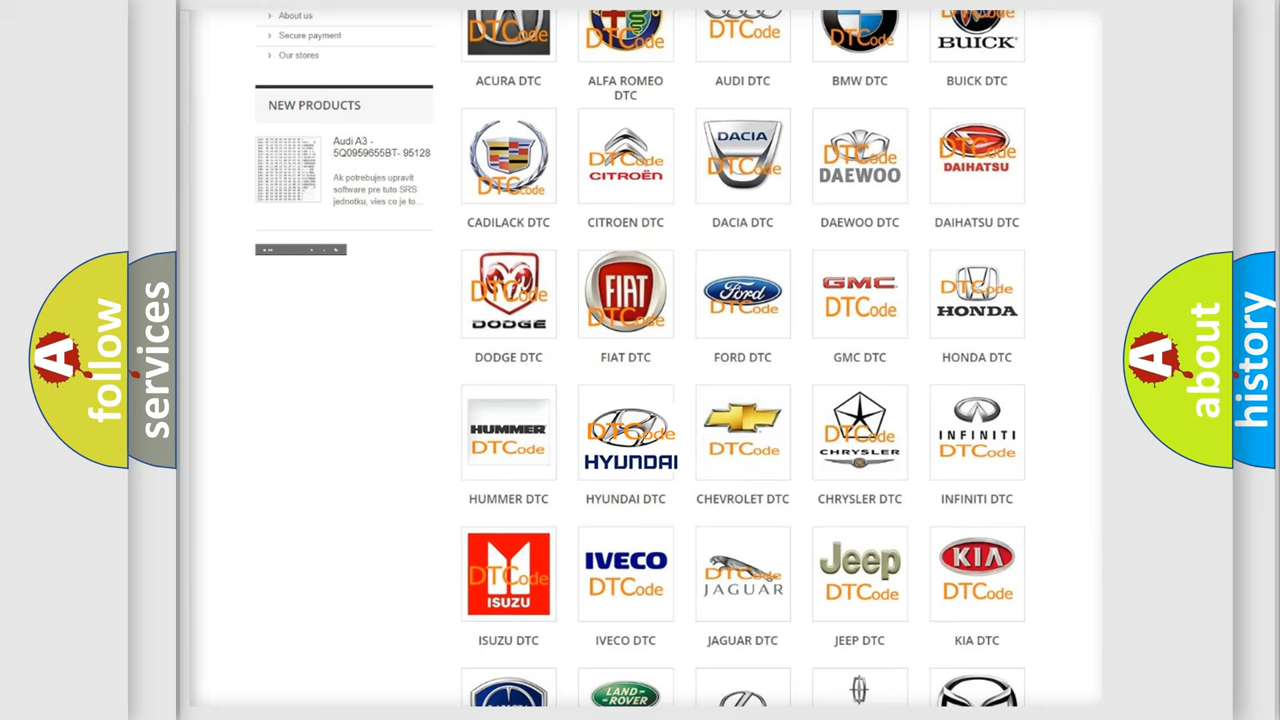 About us
Secure payment
Our stores
NEW PRODUCTS
Audi A3 -
5Q0959655BT- 95128
Ak potrebujes upravit
software pre tuto SRS
jednotku, vies co je to...
DTCode
DTCode
DTCode
DTCode
BUICK
ACURA DTC
ALFA ROMEO
DTC
AUDI DTC
BMW DTC
BUICK DTC
DTCode
DTCode
CITROËN
DACIA
DTCode
DTCode
DAEWOO
DTCode
DAIHATSU
CADILACK DTC
CITROEN DTC
DACIA DTC
DAEWOO DTC
DAIHATSU DTC
DTCode
DODGE
FIAT
DTCode
Ford
DTCode
GMC
DTCode
DTCode
HONDA
DODGE DTC
FIAT DTC
FORD DTC
GMC DTC
HONDA DTC
HUMMER
DTCode
DTCode
HYUNDAI
DTCode
DTCode
CHRYSLER
INFINITI
DTCode
HUMMER DTC
HYUNDAI DTC
CHEVROLET DTC
CHRYSLER DTC
INFINITI DTC
DTCode
ISUZU
IVECO
DTCode
DTCode
JAGUAR
Jeep
DTCode
KIA
DTCode
ISUZU DTC
IVECO DTC
JAGUAR DTC
JEEP DTC
KIA DTC
LAND-
ROVER
A
follow
services
A
about
history